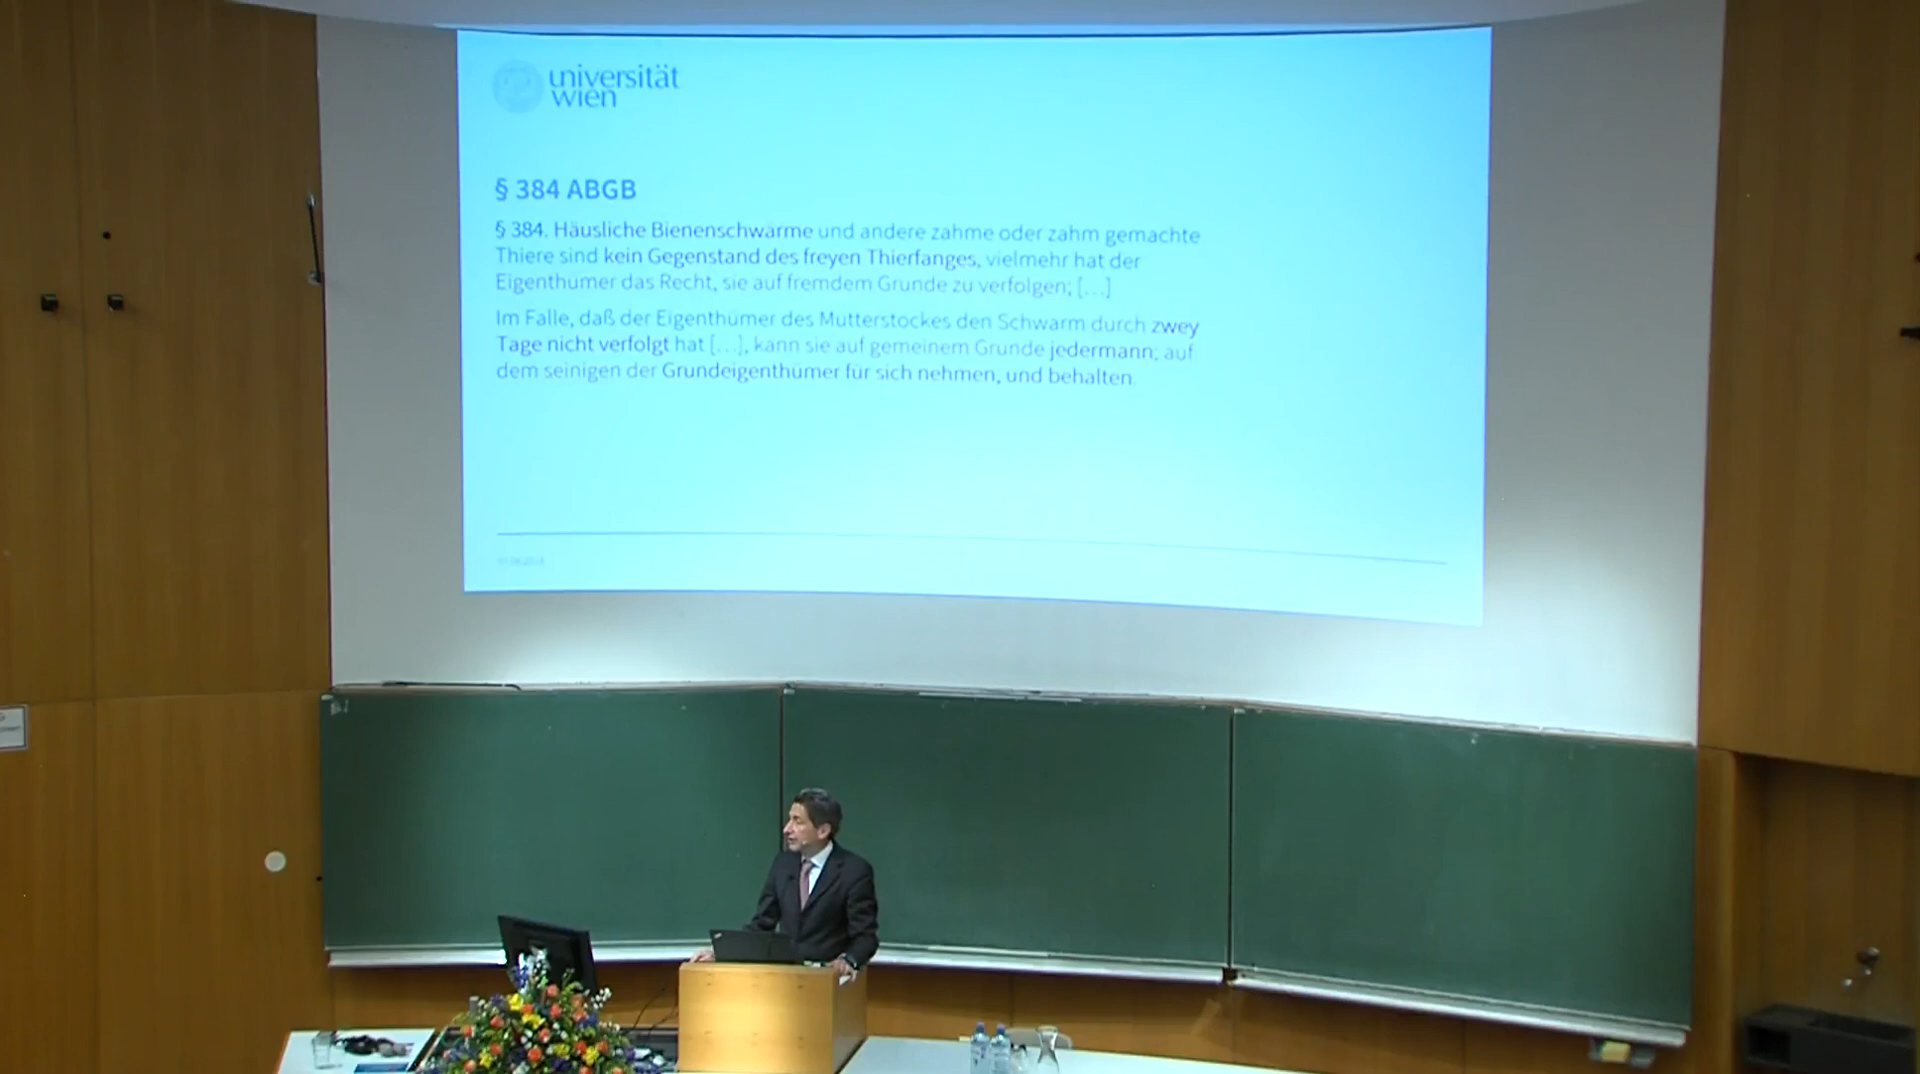 universität
wien
§ 384 ABGB
§ 384. Häusliche Bienenschwärme und andere zahme oder zahm gemachte
Thiere sind kein Gegenstand des freyen Thierfanges, vielmehr hat der
Eigenthümer das Recht, sie auf fremdem Grunde zu verfolgen; [...]
Im Falle, daß der Eigenthümer des Mutterstockes den Schwarm durch zwey
Tage nicht verfolgt hat [...], kann sie auf gemeinem Grunde jedermann; auf
dem seinigen der Grundeigenthümer für sich nehmen, und behalten.